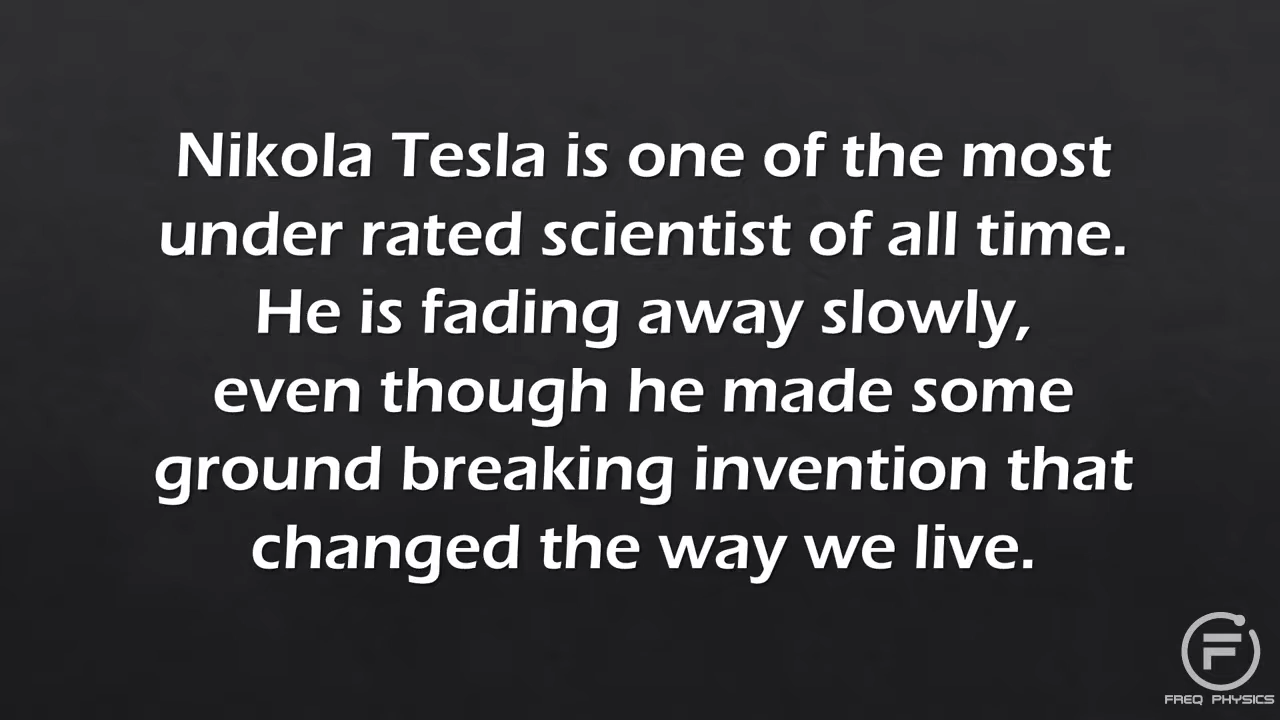 Nikola Tesla is one of the most
under rated scientist of all time.
He is fading away slowly,
even though he made some
ground breaking invention that
changed the way we live.
F
FREQ PHYSICS